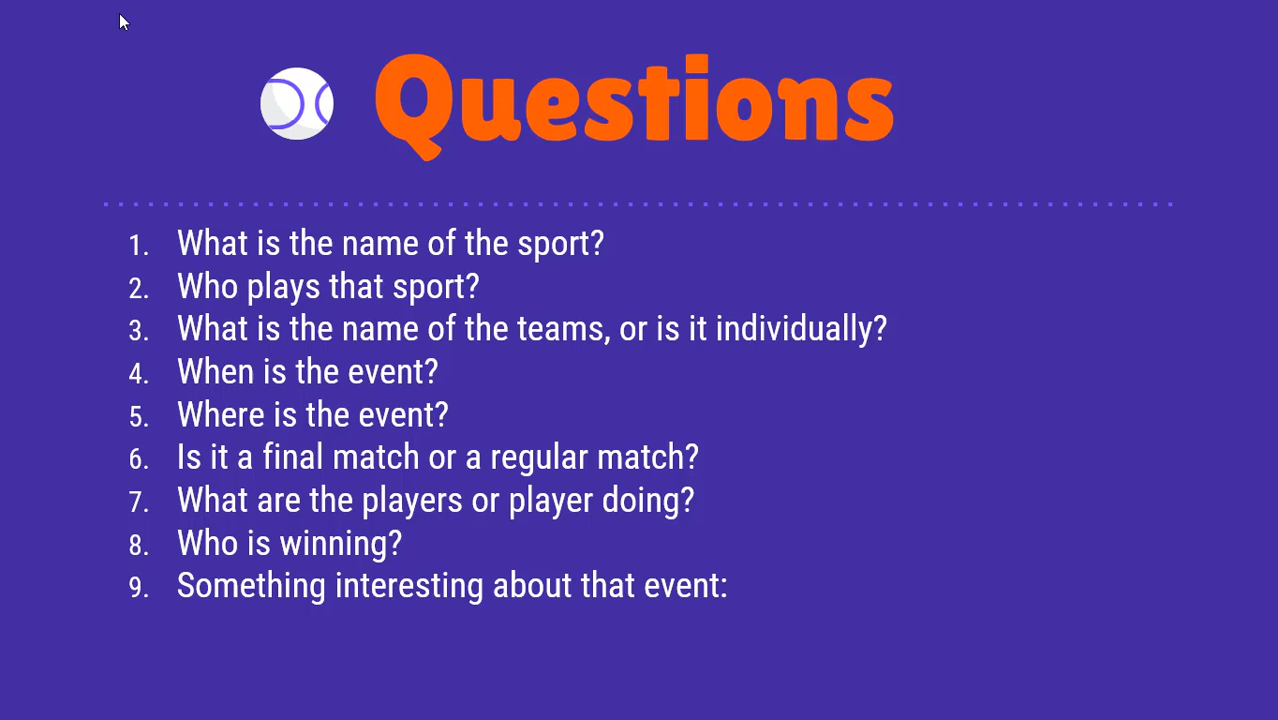 Questions
1. What is the name of the sport?
2. Who plays that sport?
3. What is the name of the teams, or is it individually?
4. When is the event?
5. Where is the event?
6. Is it a final match or a regular match?
7. What are the players or player doing?
8. Who is winning?
9. Something interesting about that event: